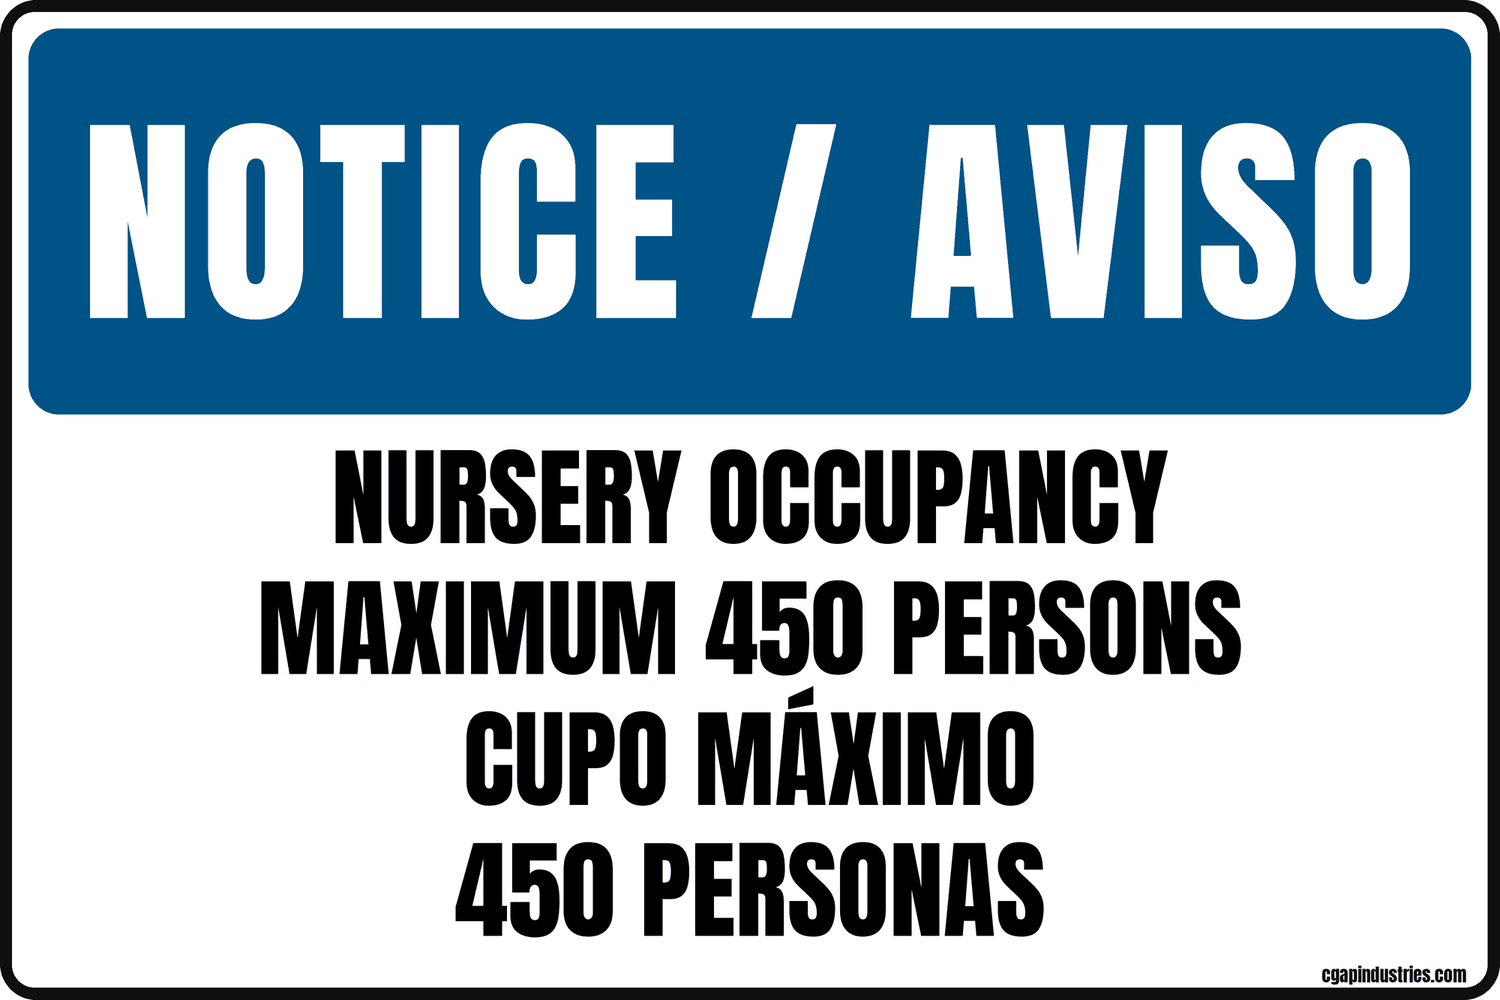 NOTICE / AVISO
NURSERY OCCUPANCY
MAXIMUM 450 PERSONS
CUPO MÁXIMO
450 PERSONAS
cgapindustries.com